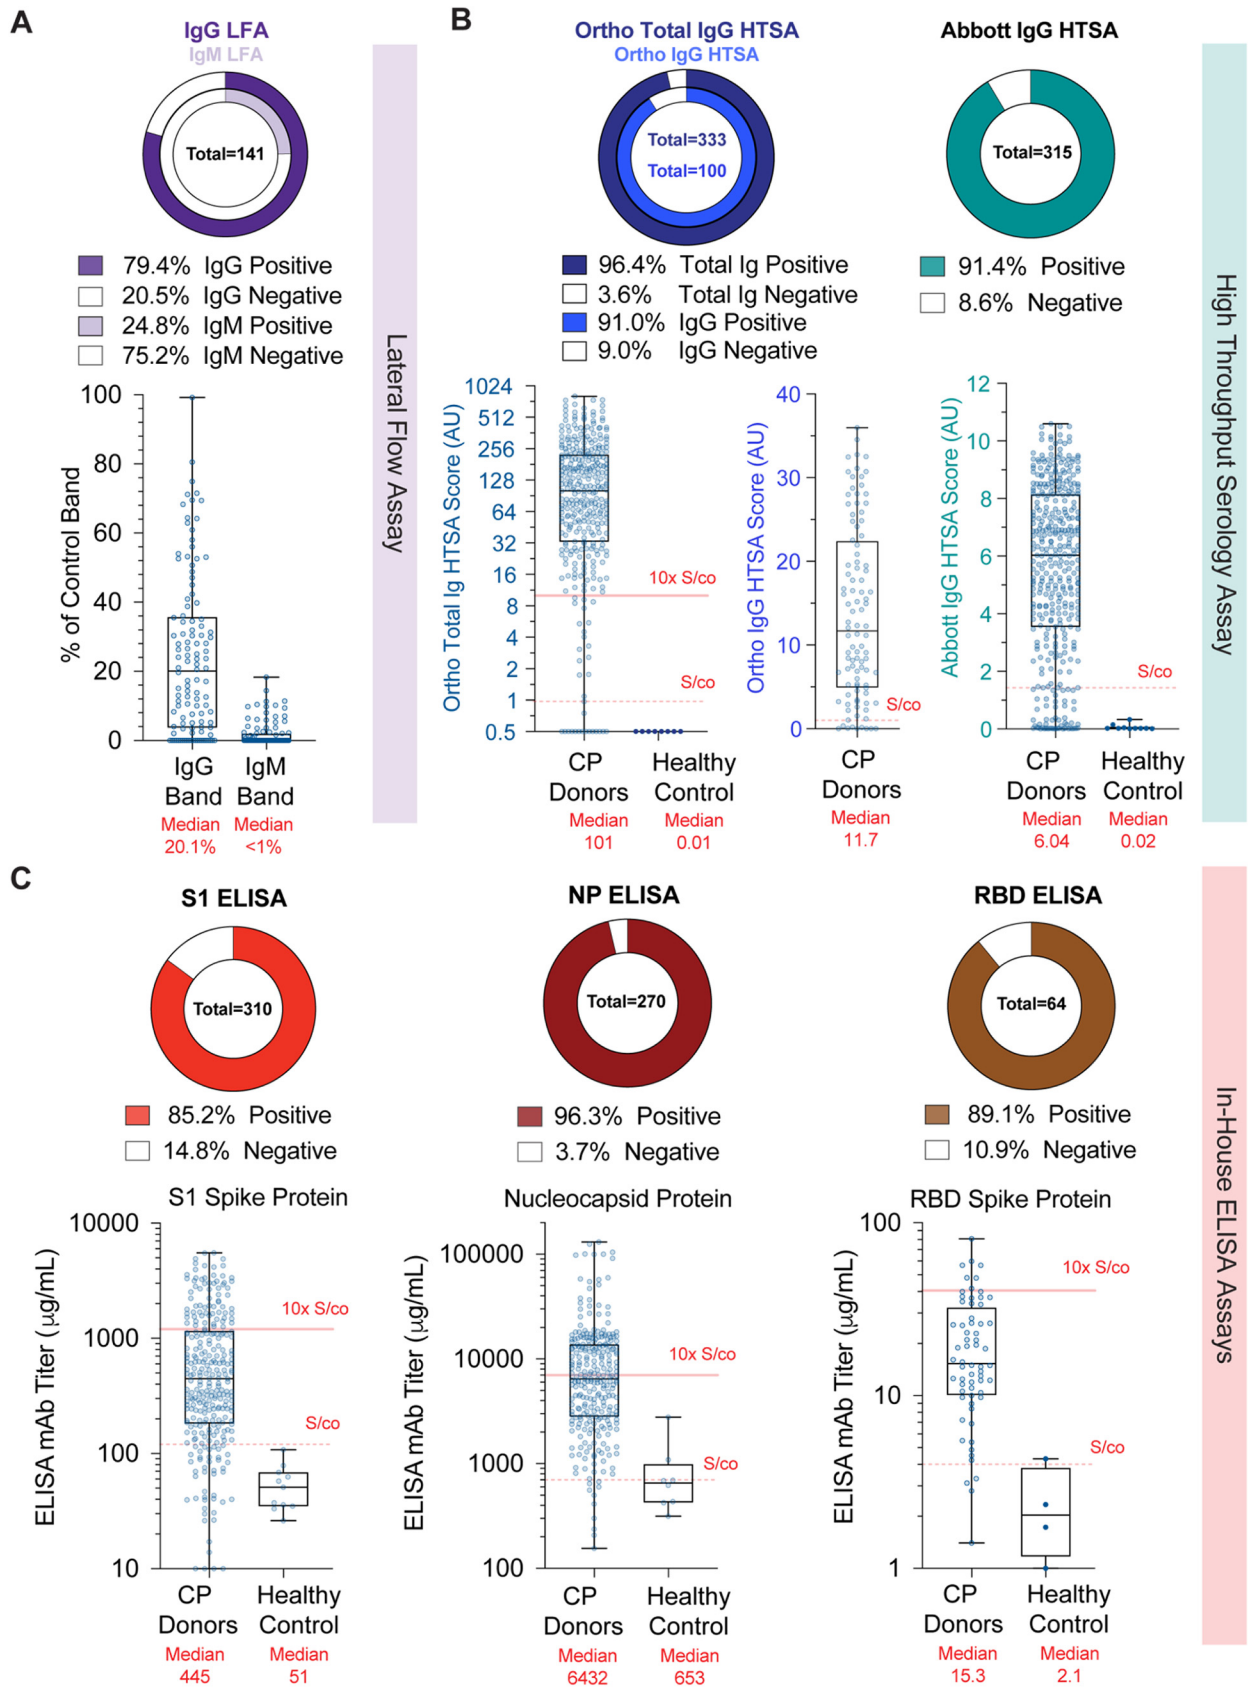 A
IgG LFA
IgM LFA
Total=141
79.4% IgG Positive
20.5% IgG Negative
24.8% IgM Positive
75.2% IgM Negative
% of Control Band
100
80
60
40
20
0
IgG Band
IgM Band
Median 20.1%
Median <1%
Lateral Flow Assay
B
Ortho Total IgG HTSA
Ortho IgG HTSA
Total=333
Total=100
96.4% Total Ig Positive
3.6% Total Ig Negative
91.0% IgG Positive
9.0% IgG Negative
Abbott IgG HTSA
Total=315
91.4% Positive
8.6% Negative
Ortho Total Ig HTSA Score (AU)
1024
512
256
128
64
32
16
8
4
2
1
0.5
10x S/co
S/co
CP Donors
Healthy Control
Median 101
Median 0.01
Ortho IgG HTSA Score (AU)
40
30
20
10
0
S/co
CP Donors
Median 11.7
Abbott IgG HTSA Score (AU)
12
10
8
6
4
2
0
S/co
CP Donors
Healthy Control
Median 6.04
Median 0.02
High Throughput Serology Assay
C
S1 ELISA
Total=310
85.2% Positive
14.8% Negative
S1 Spike Protein
ELISA mAb Titer (µg/mL)
10000
1000
100
10
10x S/co
S/co
CP Donors
Healthy Control
Median 445
Median 51
NP ELISA
Total=270
96.3% Positive
3.7% Negative
Nucleocapsid Protein
ELISA mAb Titer (µg/mL)
100000
10000
1000
100
10x S/co
S/co
CP Donors
Healthy Control
Median 6432
Median 653
RBD ELISA
Total=64
89.1% Positive
10.9% Negative
RBD Spike Protein
ELISA mAb Titer (µg/mL)
100
10
1
10x S/co
S/co
CP Donors
Healthy Control
Median 15.3
Median 2.1
In-House ELISA Assays